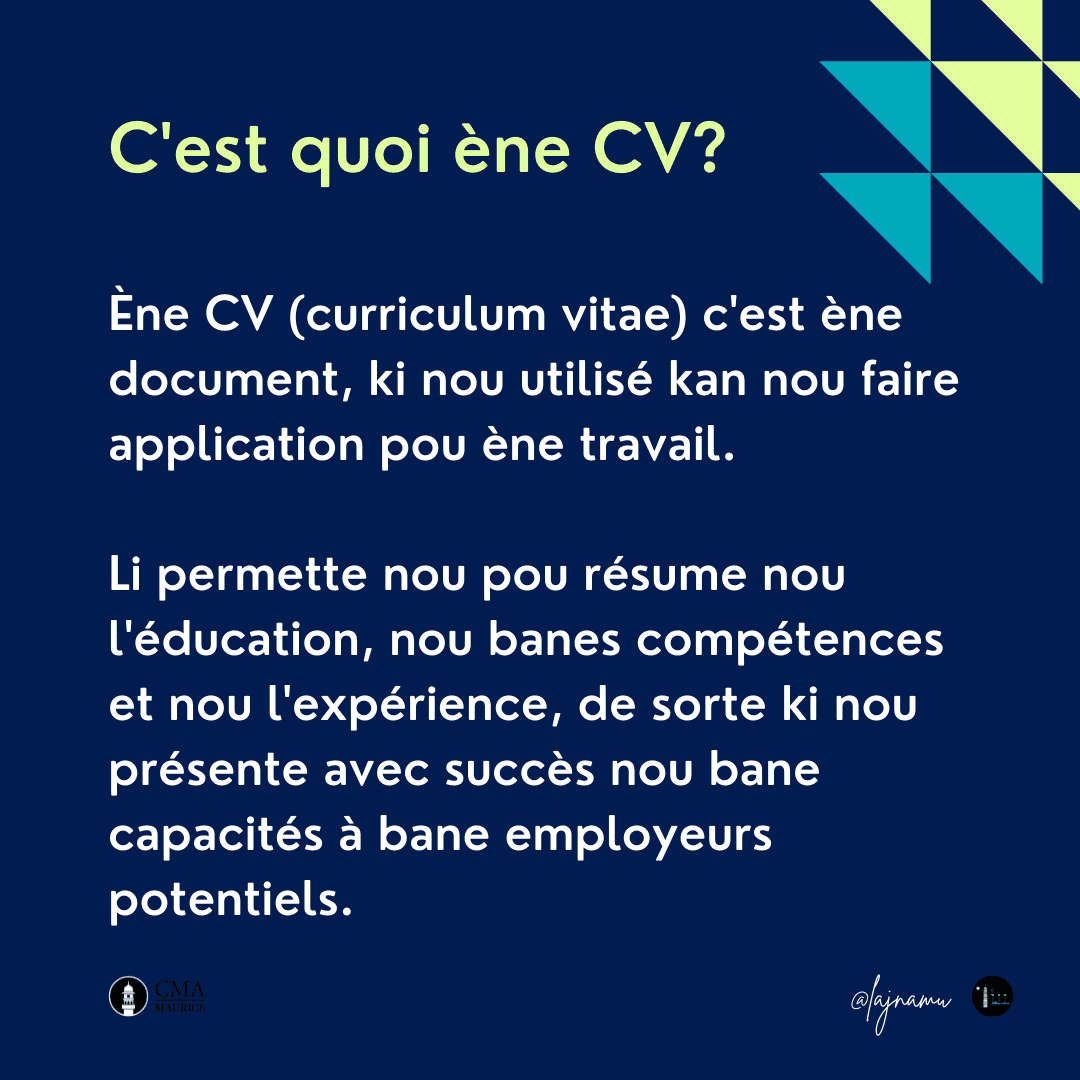 C'est quoi ène CV?
Ène CV (curriculum vitae) c'est ène
document, ki nou utilisé kan nou faire
application pou ène travail.
Li permette nou pou résume nou
l'éducation, nou banes compétences
et nou l'expérience, de sorte ki nou
présente avec succès nou bane
capacités à bane employeurs
potentiels.
CMA
MAURICE
@lajnamu